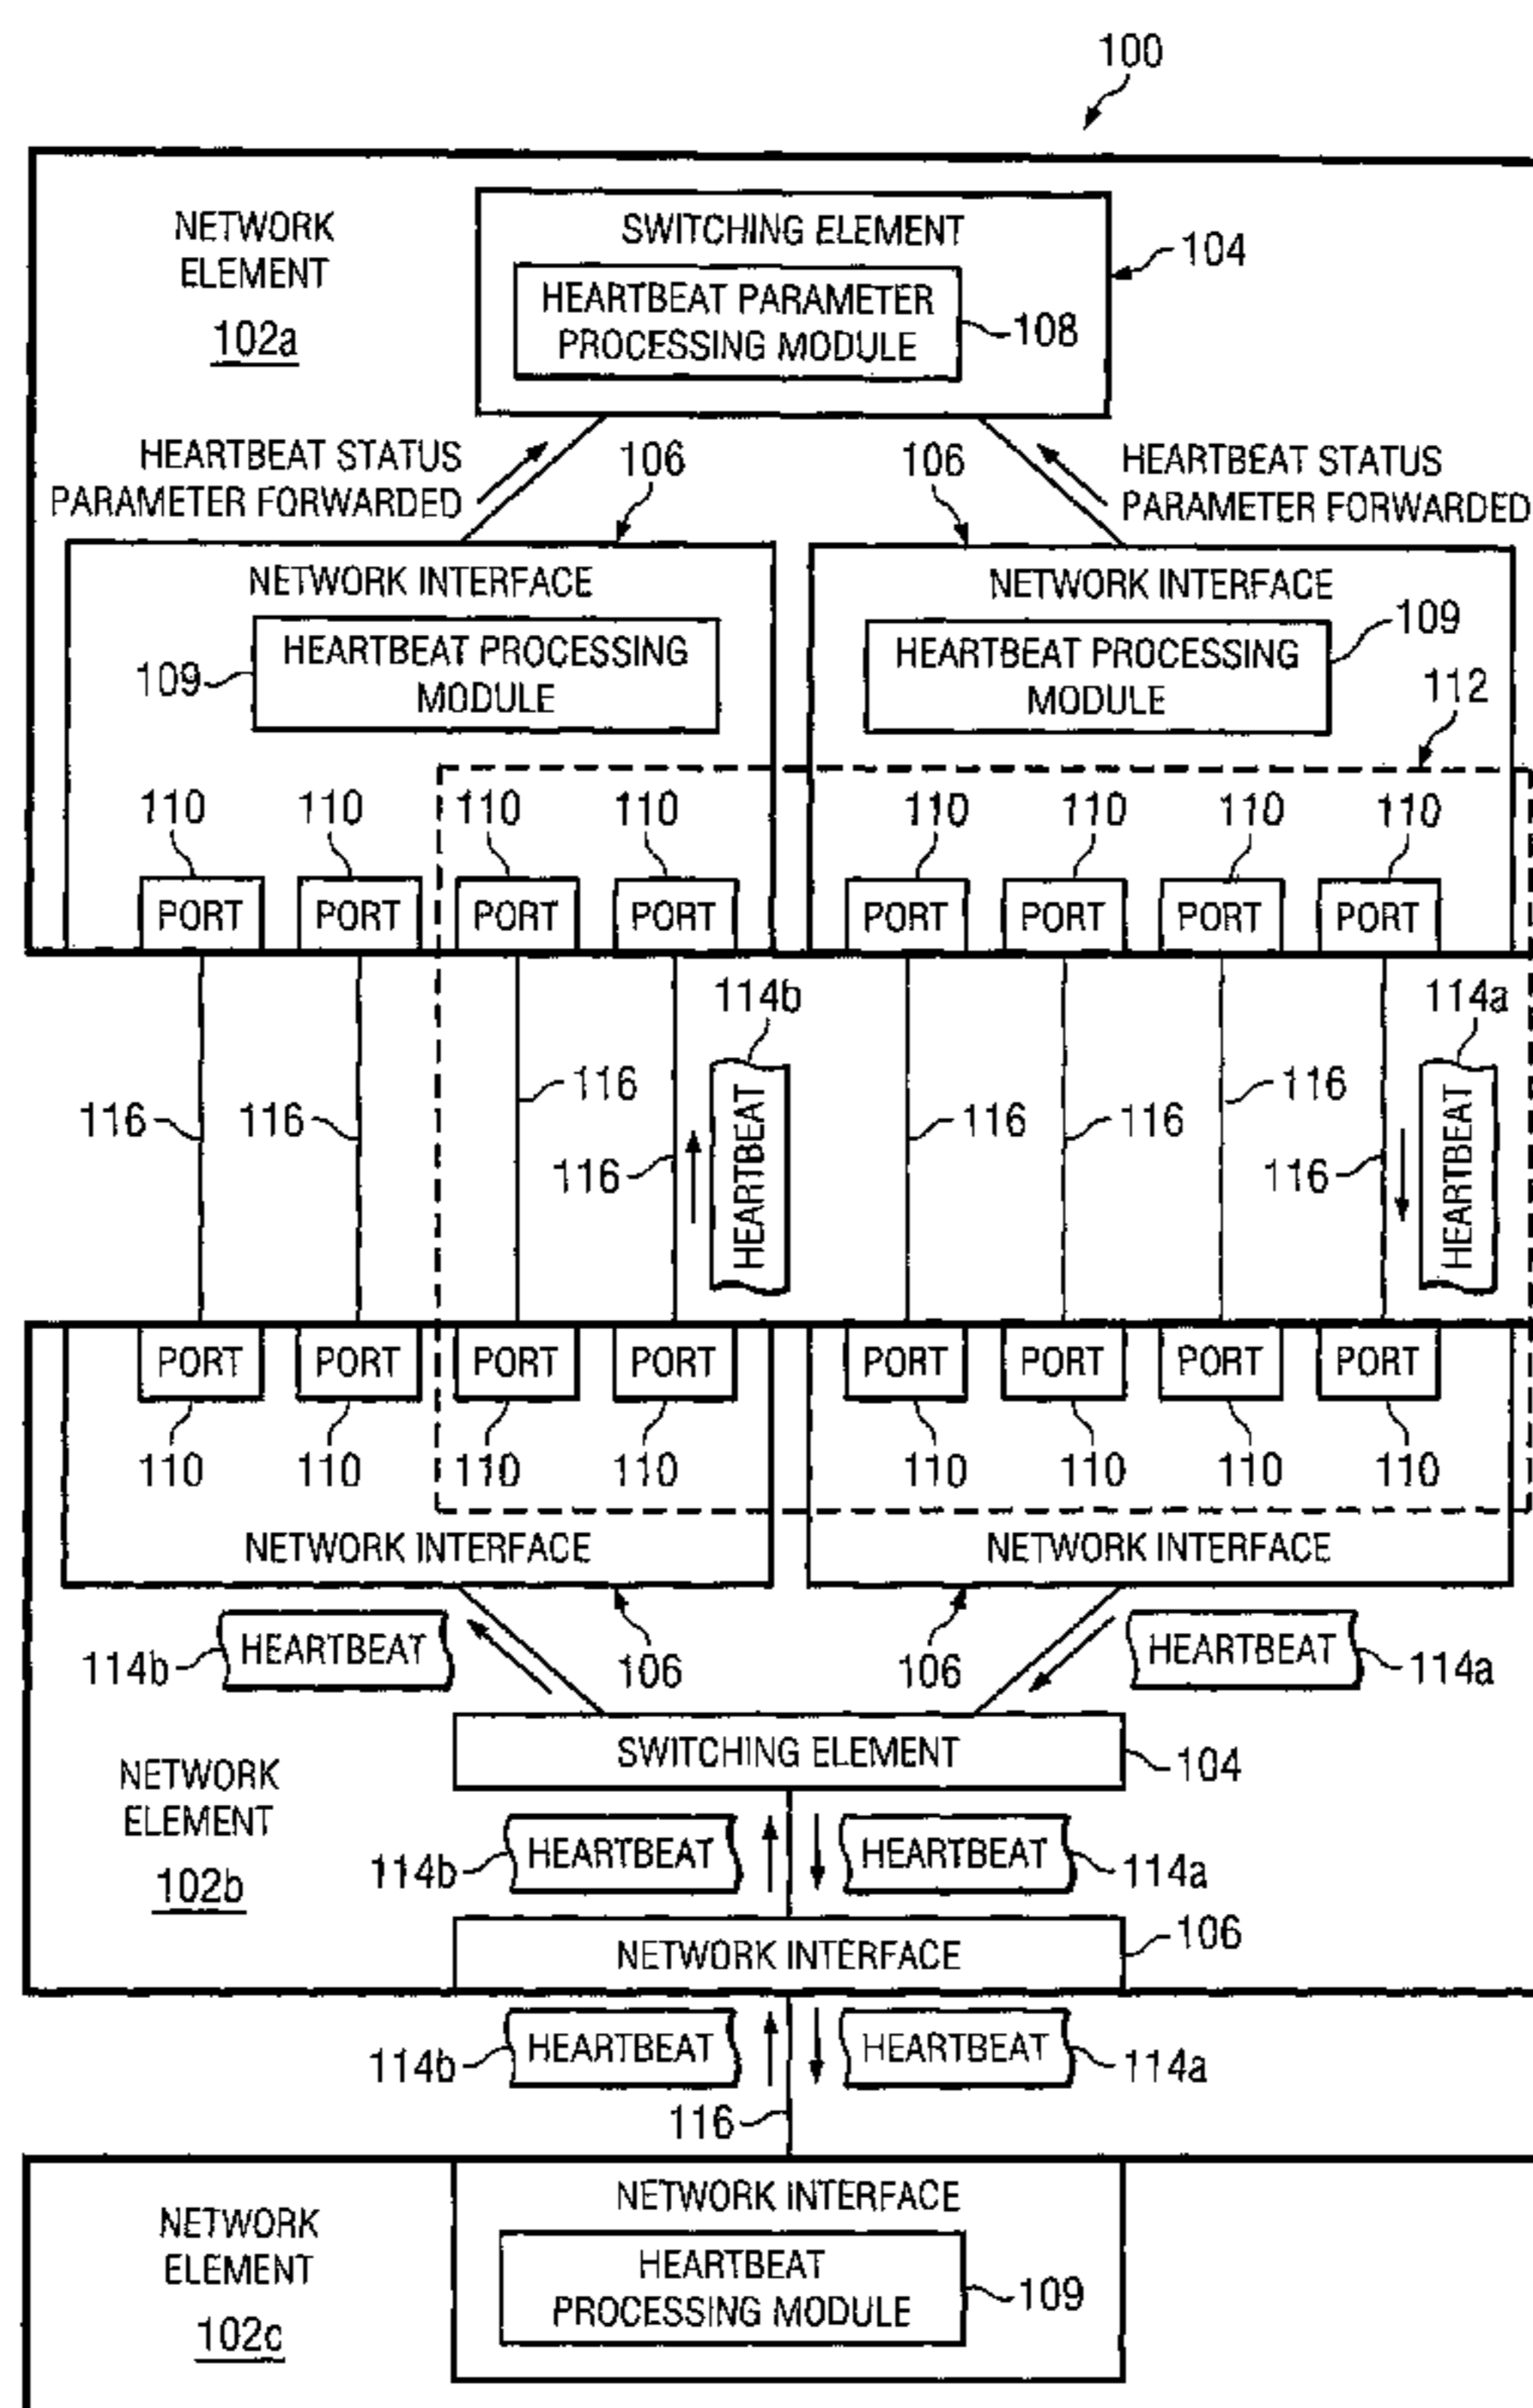 100
NETWORK
ELEMENT
102a
SWITCHING ELEMENT
HEARTBEAT PARAMETER
PROCESSING MODULE
108
104
HEARTBEAT STATUS
PARAMETER FORWARDED
106
106
HEARTBEAT STATUS
PARAMETER FORWARDED
NETWORK INTERFACE
HEARTBEAT PROCESSING
MODULE
109
NETWORK INTERFACE
HEARTBEAT PROCESSING
MODULE
109
112
110 110 110 110 110 110 110 110
PORT PORT PORT PORT PORT PORT PORT PORT
114b 114a
116 116 116 116 116 116 116 116
HEARTBEAT HEARTBEAT
PORT PORT PORT PORT PORT PORT PORT PORT
110 110 110 110 110 110 110 110
NETWORK INTERFACE NETWORK INTERFACE
114b HEARTBEAT 106 106 HEARTBEAT 114a
SWITCHING ELEMENT 104
NETWORK
ELEMENT
102b
114b HEARTBEAT HEARTBEAT 114a
NETWORK INTERFACE 106
114b HEARTBEAT HEARTBEAT 114a
116
NETWORK
ELEMENT
102c
NETWORK INTERFACE
HEARTBEAT
PROCESSING MODULE
109